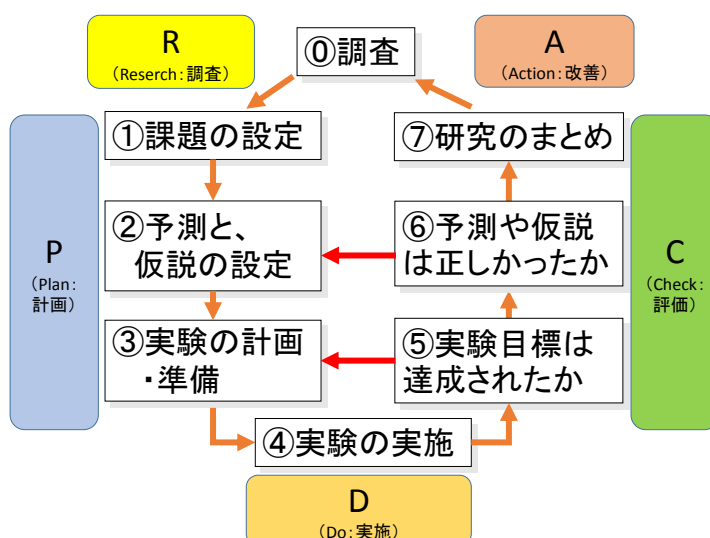 R
(Reserch:調査)
⓪調査
A
(Action:改善)
①課題の設定
⑦研究のまとめ
P
(Plan:
計画)
②予測と、
仮説の設定
⑥予測や仮説
は正しかったか
C
(Check:
評価)
③実験の計画
・準備
⑤実験目標は
達成されたか
④実験の実施
D
(Do:実施)